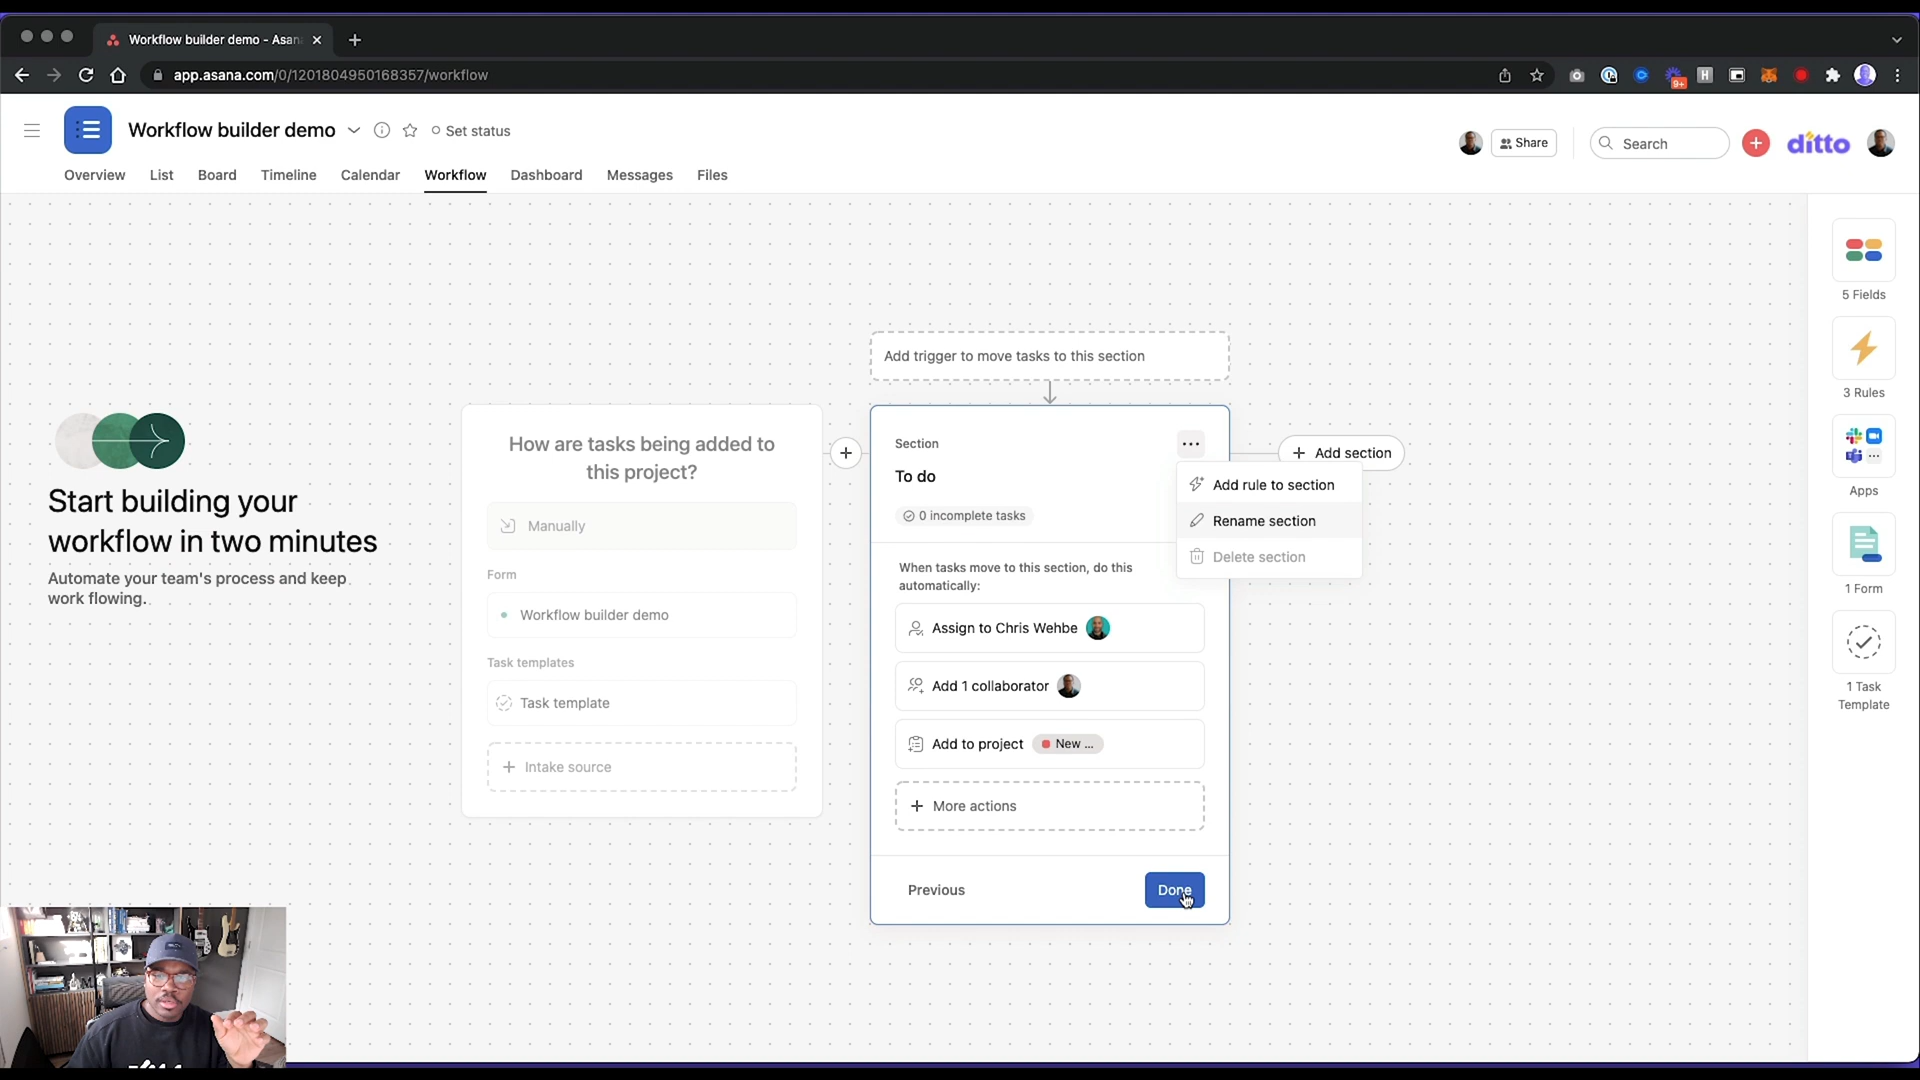 Workflow builder demo - Asan
app.asana.com/0/1201804950168357/workflow
9+
H
Workflow builder demo
Set status
Share
Search
ditto
Overview
List
Board
Timeline
Calendar
Workflow
Dashboard
Messages
Files
Start building your
workflow in two minutes
Automate your team's process and keep
work flowing.
How are tasks being added to
this project?
Manually
Form
Workflow builder demo
Task templates
Task template
Intake source
Add trigger to move tasks to this section
Section
To do
0 incomplete tasks
When tasks move to this section, do this
automatically:
Assign to Chris Wehbe
Add 1 collaborator
Add to project
New ...
More actions
Previous
Done
Add section
Add rule to section
Rename section
Delete section
5 Fields
3 Rules
Apps
1 Form
1 Task
Template